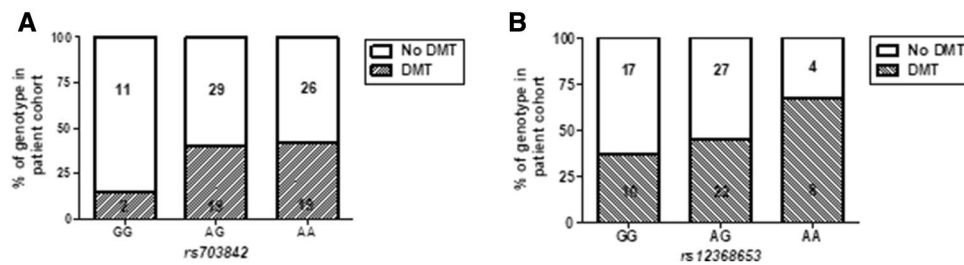 A
% of genotype in
patient cohort
100
75
50
25
0
11
29
26
2
19
19
GG
AG
AA
rs703842
No DMT
DMT
B
% of genotype in
patient cohort
100
75
50
25
0
17
27
4
10
22
8
GG
AG
AA
rs12368653
No DMT
DMT